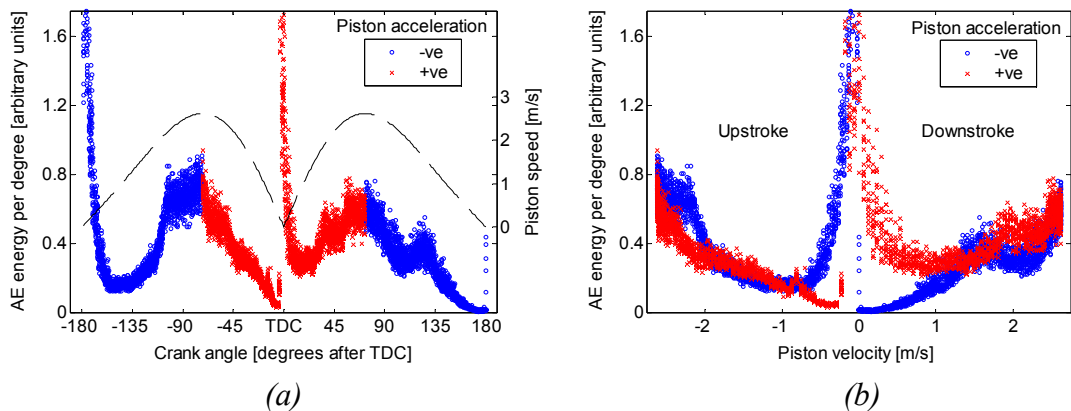 Piston acceleration
-ve
+ve
AE energy per degree [arbitrary units]
1.6
1.2
0.8
0.4
0
3
2
1
0
Piston speed [m/s]
-180 -135 -90 -45 TDC 45 90 135 180
Crank angle [degrees after TDC]
(a)
Piston acceleration
-ve
+ve
AE energy per degree [arbitrary units]
1.6
1.2
0.8
0.4
0
Upstroke Downstroke
-2 -1 0 1 2
Piston velocity [m/s]
(b)